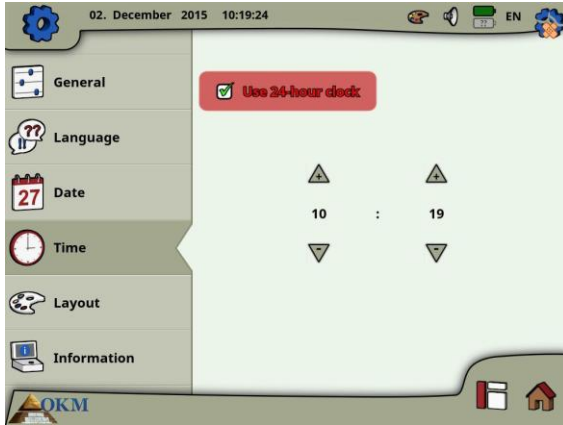 02. December 2015 10:19:24
EN
General
Use 24-hour clock
Language
??
!!
Date
27
10 : 19
Time
Layout
Information
OKM